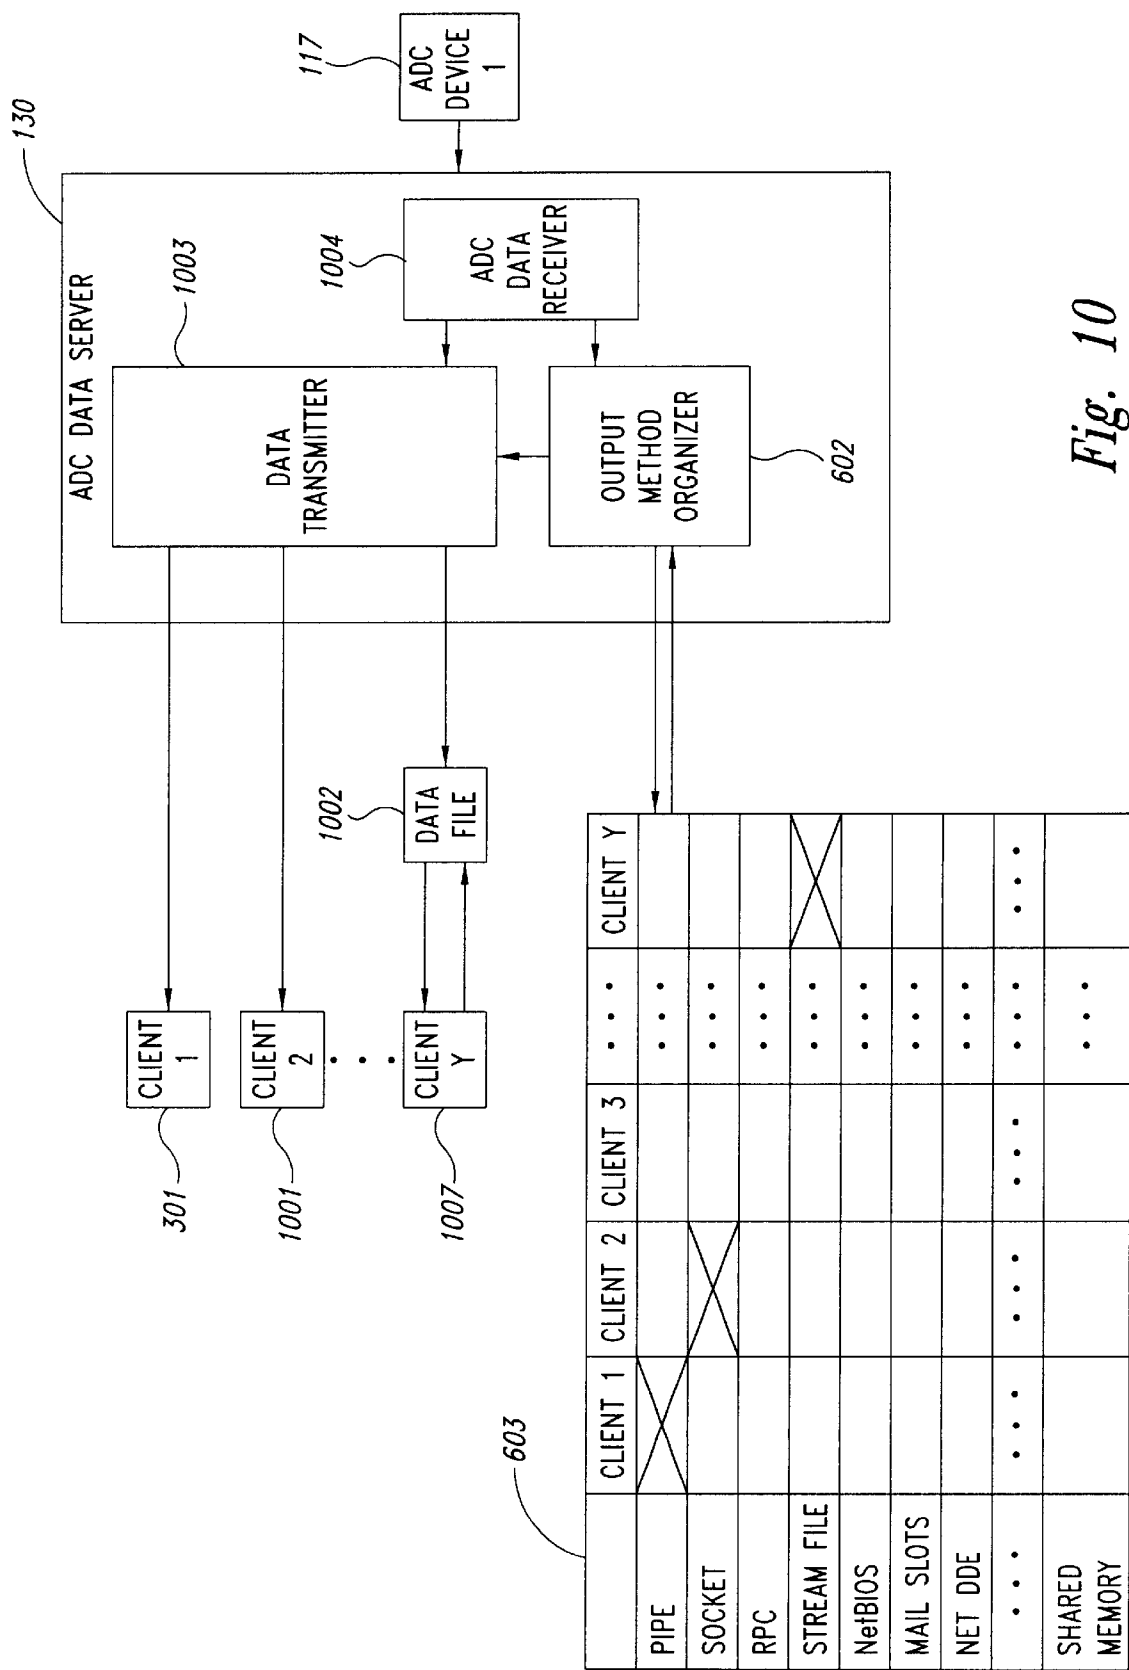 130
ADC DATA SERVER
117
ADC
DEVICE
1
1003
DATA
TRANSMITTER
1004
ADC
DATA
RECEIVER
OUTPUT
METHOD
ORGANIZER
602
301
CLIENT
1
1001
CLIENT
2
1007
CLIENT
Y
1002
DATA
FILE
603
CLIENT 1 CLIENT 2 CLIENT 3 CLIENT Y
PIPE
SOCKET
RPC
STREAM FILE
NetBIOS
MAIL SLOTS
NET DDE
SHARED
MEMORY
Fig. 10